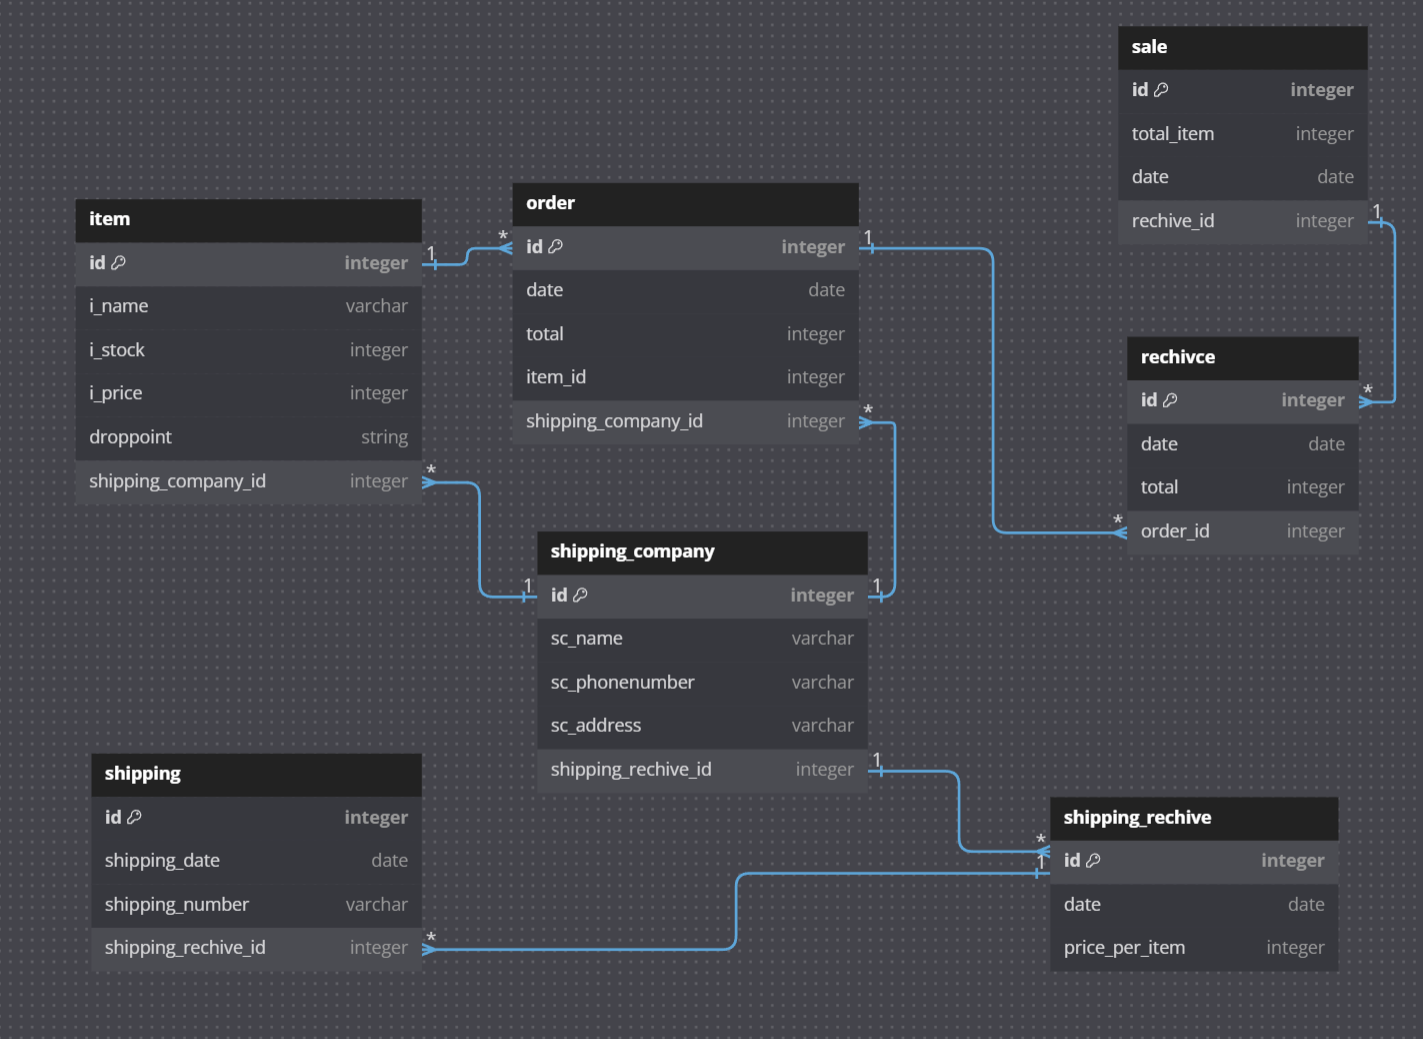 sale
id integer
total_item integer
date date
rechive_id integer
1
item
id integer
i_name varchar
i_stock integer
i_price integer
droppoint string
shipping_company_id integer
1
*
order
id integer
date date
total integer
item_id integer
shipping_company_id integer
*
1
*
rechivce
id integer
date date
total integer
order_id integer
*
*
shipping_company
id integer
sc_name varchar
sc_phonenumber varchar
sc_address varchar
shipping_rechive_id integer
1
1
1
shipping
id integer
shipping_date date
shipping_number varchar
shipping_rechive_id integer
*
shipping_rechive
id integer
date date
price_per_item integer
*
1